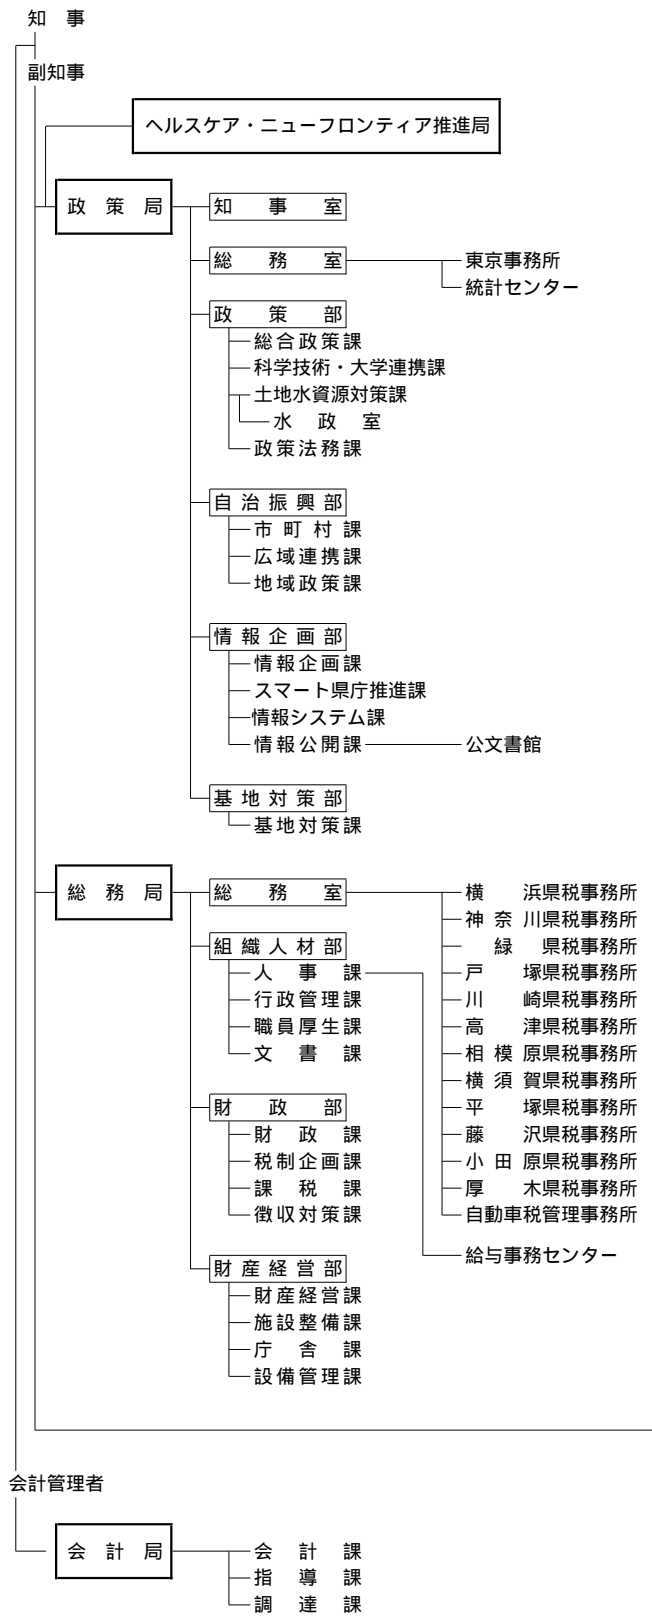 知事
副知事
ヘルスケア・ニューフロンティア推進局
政策局
知事室
総務室
東京事務所
統計センター
政策部
総合政策課
科学技術・大学連携課
土地水資源対策課
水政室
政策法務課
自治振興部
市町村課
広域連携課
地域政策課
情報企画部
情報企画課
スマート県庁推進課
情報システム課
情報公開課
公文書館
基地対策部
基地対策課
総務局
総務室
横浜県税事務所
神奈川県税事務所
緑県税事務所
戸塚県税事務所
川崎県税事務所
高津県税事務所
相模原県税事務所
横須賀県税事務所
平塚県税事務所
藤沢県税事務所
小田原県税事務所
厚木県税事務所
自動車税管理事務所
組織人材部
人事課
給与事務センター
行政管理課
職員厚生課
文書課
財政部
財政課
税制企画課
課税課
徴収対策課
財産経営部
財産経営課
施設整備課
庁舎課
設備管理課
会計管理者
会計局
会計課
指導課
調達課